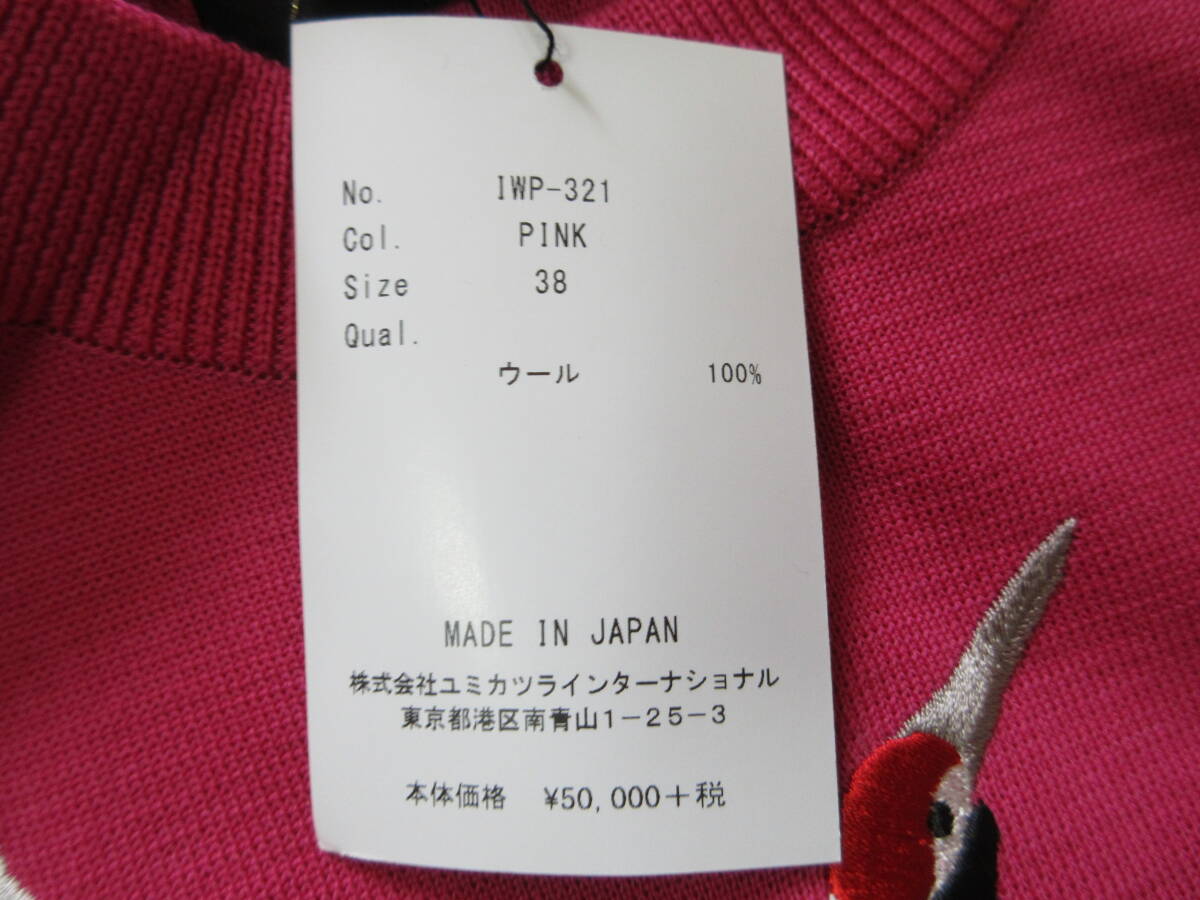 No. IWP-321
Col. PINK
Size 38
Qual.
ウール 100%
MADE IN JAPAN
株式会社ユミカツラインターナショナル
東京都港区南青山1-25-3
本体価格 ¥50,000+税